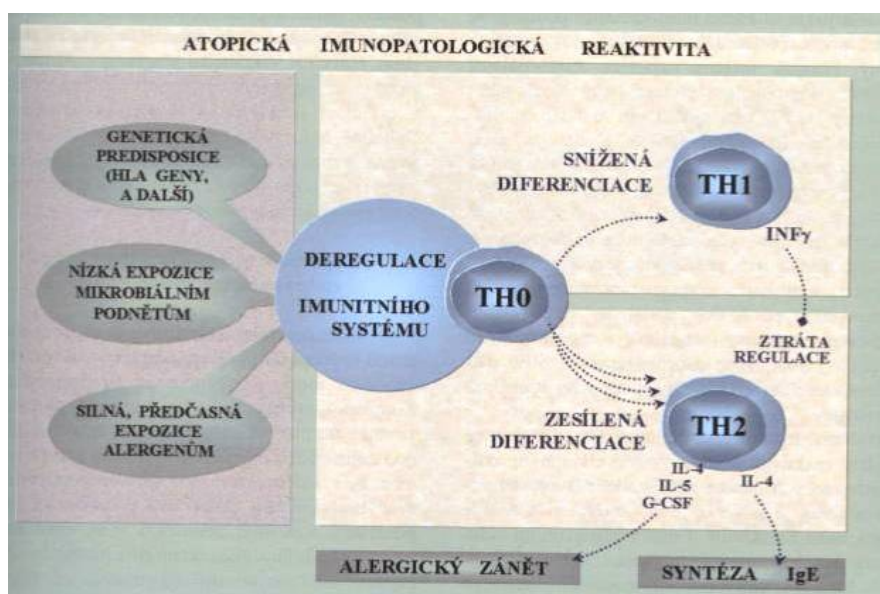 ATOPICKÁ IMUNOPATOLOGICKÁ REAKTIVITA
GENETICKÁ
PREDISPOSICE
(HLA GENY,
A DALŠÍ)
NÍZKÁ EXPOZICE
MIKROBIÁLNÍM
PODNĚTŮM
SILNÁ, PŘEDČASNÁ
EXPOZICE
ALERGENŮM
DEREGULACE
IMUNITNÍHO
SYSTÉMU
TH0
SNÍŽENÁ
DIFERENCIACE
TH1
INFγ
ZTRÁTA
REGULACE
ZESÍLENÁ
DIFERENCIACE
TH2
IL-4
IL-5
G-CSF
IL-4
ALERGICKÝ ZÁNĚT
SYNTÉZA IgE